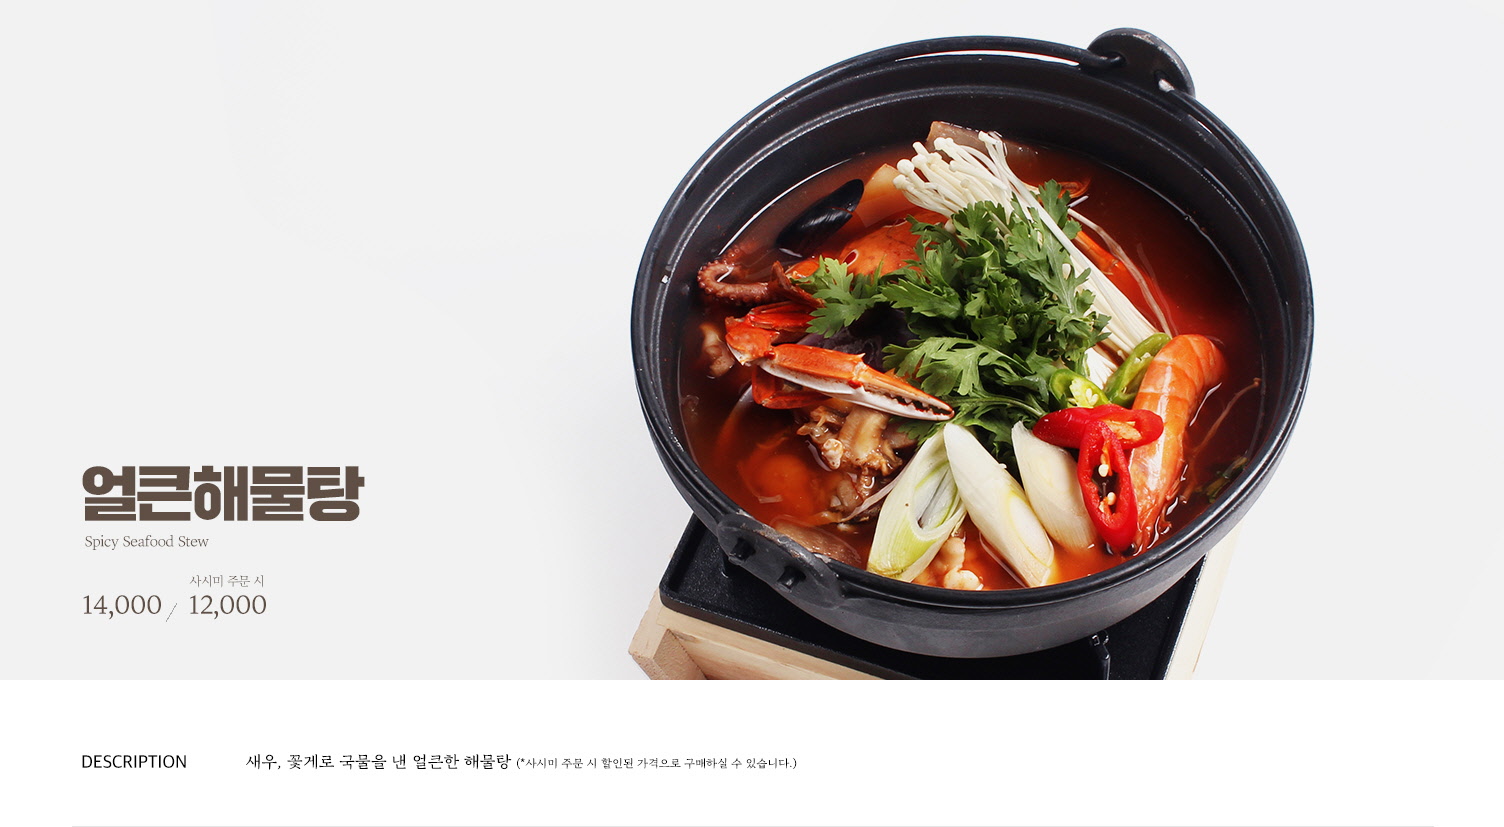 얼큰해물탕
Spicy Seafood Stew
사시미 주문 시
14,000 / 12,000
DESCRIPTION 새우, 꽃게로 국물을 낸 얼큰한 해물탕 (*사시미 주문 시 할인된 가격으로 구매하실 수 있습니다.)